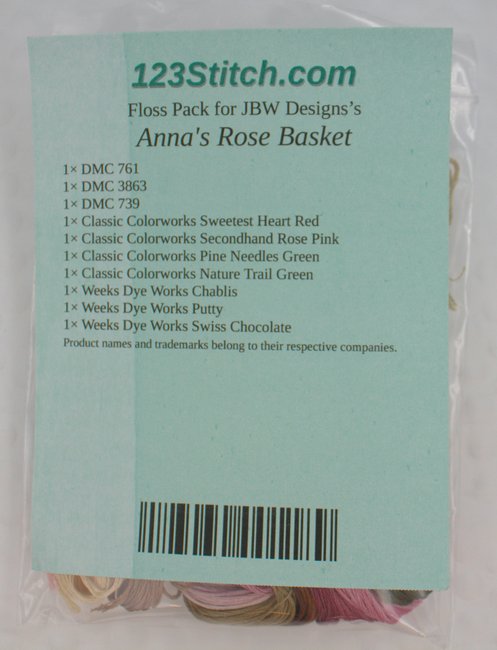 123Stitch.com
Floss Pack for JBW Designs’s
Anna's Rose Basket
1× DMC 761
1× DMC 3863
1× DMC 739
1× Classic Colorworks Sweetest Heart Red
1× Classic Colorworks Secondhand Rose Pink
1× Classic Colorworks Pine Needles Green
1× Classic Colorworks Nature Trail Green
1× Weeks Dye Works Chablis
1× Weeks Dye Works Putty
1× Weeks Dye Works Swiss Chocolate
Product names and trademarks belong to their respective companies.